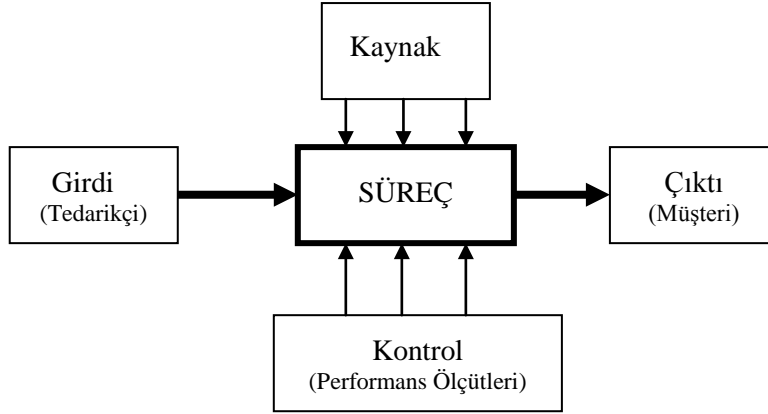 Kaynak
Girdi
(Tedarikçi)
SÜREÇ
Çıktı
(Müşteri)
Kontrol
(Performans Ölçütleri)